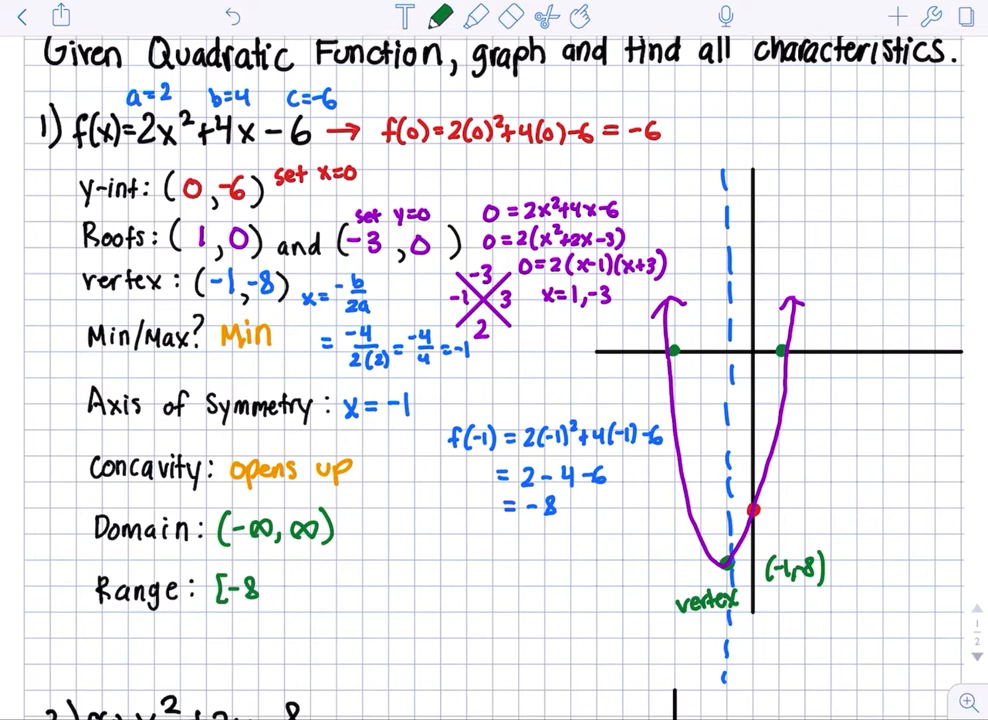 Given Quadratic Function, graph and find all characteristics.
a=2 b=4 c=-6
1) f(x)=2x²+4x-6 → f(0)=2(0)²+4(0)-6 = -6
y-int: (0,-6) set x=0
Roots: (1,0) and (-3,0)
set y=0
0=2x²+4x-6
0=2(x²+2x-3)
0=2(x-1)(x+3)
x=1,-3
-3
-1 3
2
vertex: (-1,-8) x=-b/2a
= -4/2(2) = -4/4 = -1
Min/Max? Min
Axis of Symmetry: x=-1
f(-1) = 2(-1)²+4(-1)-6
= 2-4-6
= -8
Concavity: opens up
Domain: (-∞,∞)
Range: [-8
(-1,-8)
vertex
1
2